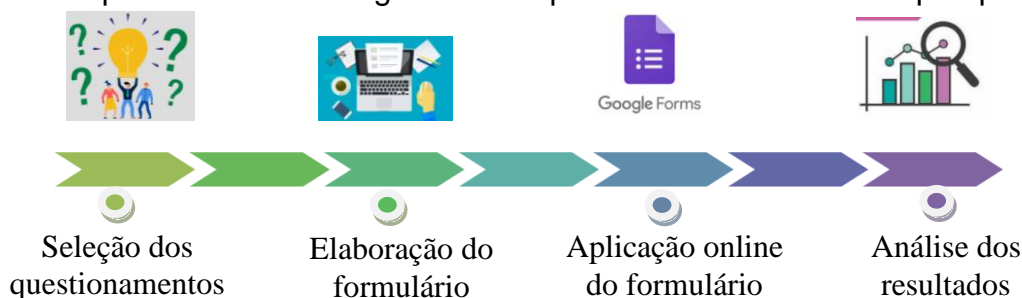 Google Forms
Seleção dos
questionamentos
Elaboração do
formulário
Aplicação online
do formulário
Análise dos
resultados